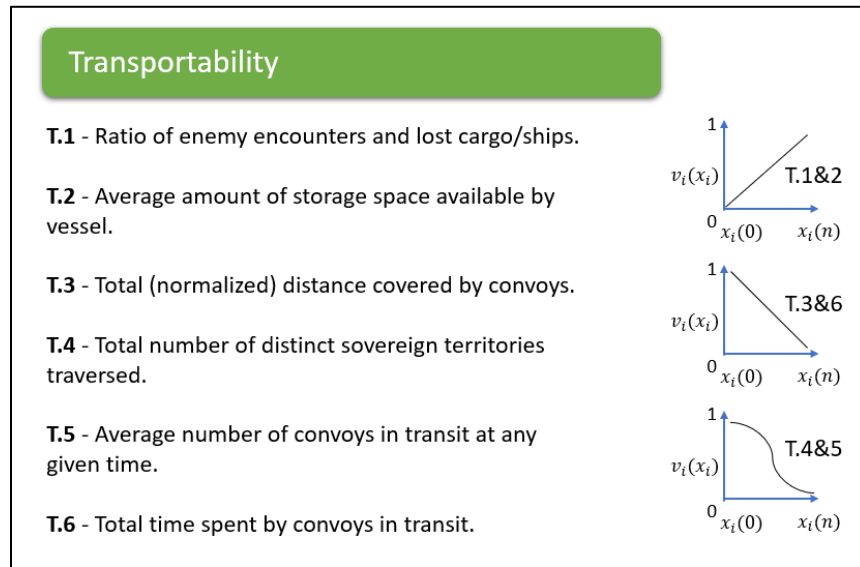 Transportability
T.1 - Ratio of enemy encounters and lost cargo/ships.
T.2 - Average amount of storage space available by
vessel.
T.3 - Total (normalized) distance covered by convoys.
T.4 - Total number of distinct sovereign territories
traversed.
T.5 - Average number of convoys in transit at any
given time.
T.6 - Total time spent by convoys in transit.
1
vᵢ(xᵢ)
T.1&2
0
xᵢ(0) xᵢ(n)
1
vᵢ(xᵢ)
T.3&6
0
xᵢ(0) xᵢ(n)
1
vᵢ(xᵢ)
T.4&5
0
xᵢ(0) xᵢ(n)